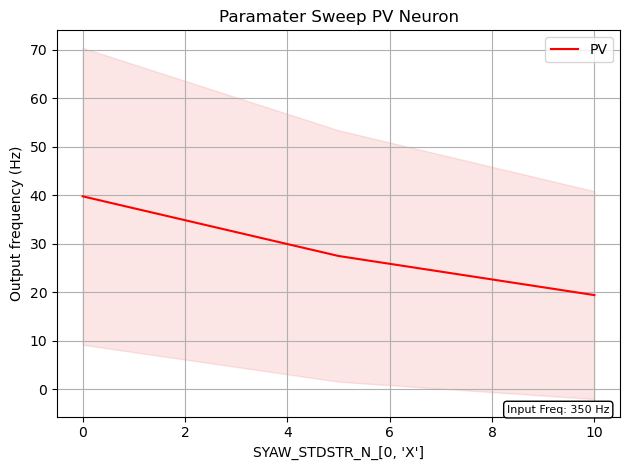 Paramater Sweep PV Neuron
PV
Output frequency (Hz)
70
60
50
40
30
20
10
0
Input Freq: 350 Hz
0 2 4 6 8 10
SYAW_STDSTR_N_[0, 'X']